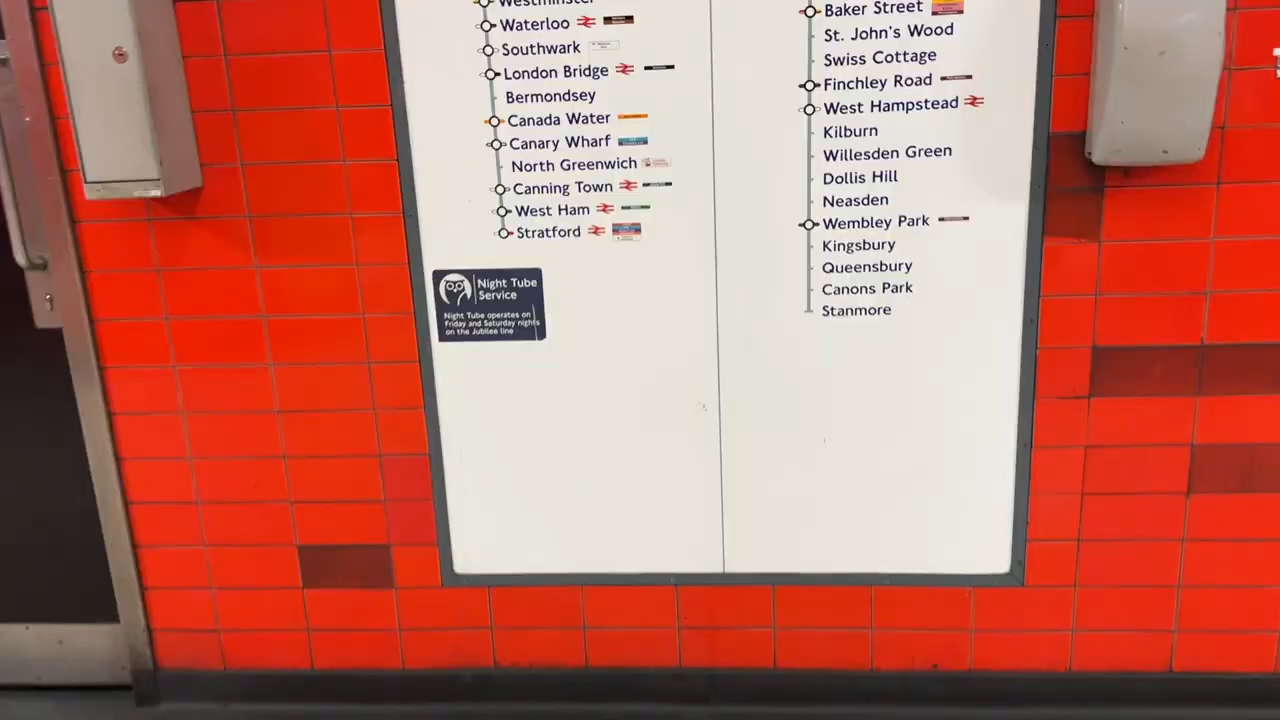 Westminster
Waterloo
Southwark
London Bridge
Bermondsey
Canada Water
Canary Wharf
North Greenwich
Canning Town
West Ham
Stratford
Night Tube
Service
Night Tube operates on
Friday and Saturday nights
on the Jubilee line
Baker Street
St. John's Wood
Swiss Cottage
Finchley Road
West Hampstead
Kilburn
Willesden Green
Dollis Hill
Neasden
Wembley Park
Kingsbury
Queensbury
Canons Park
Stanmore